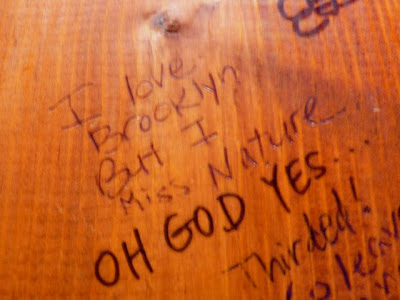 I love
Brooklyn
But I
Miss Nature...
OH GOD YES...
Thirded!